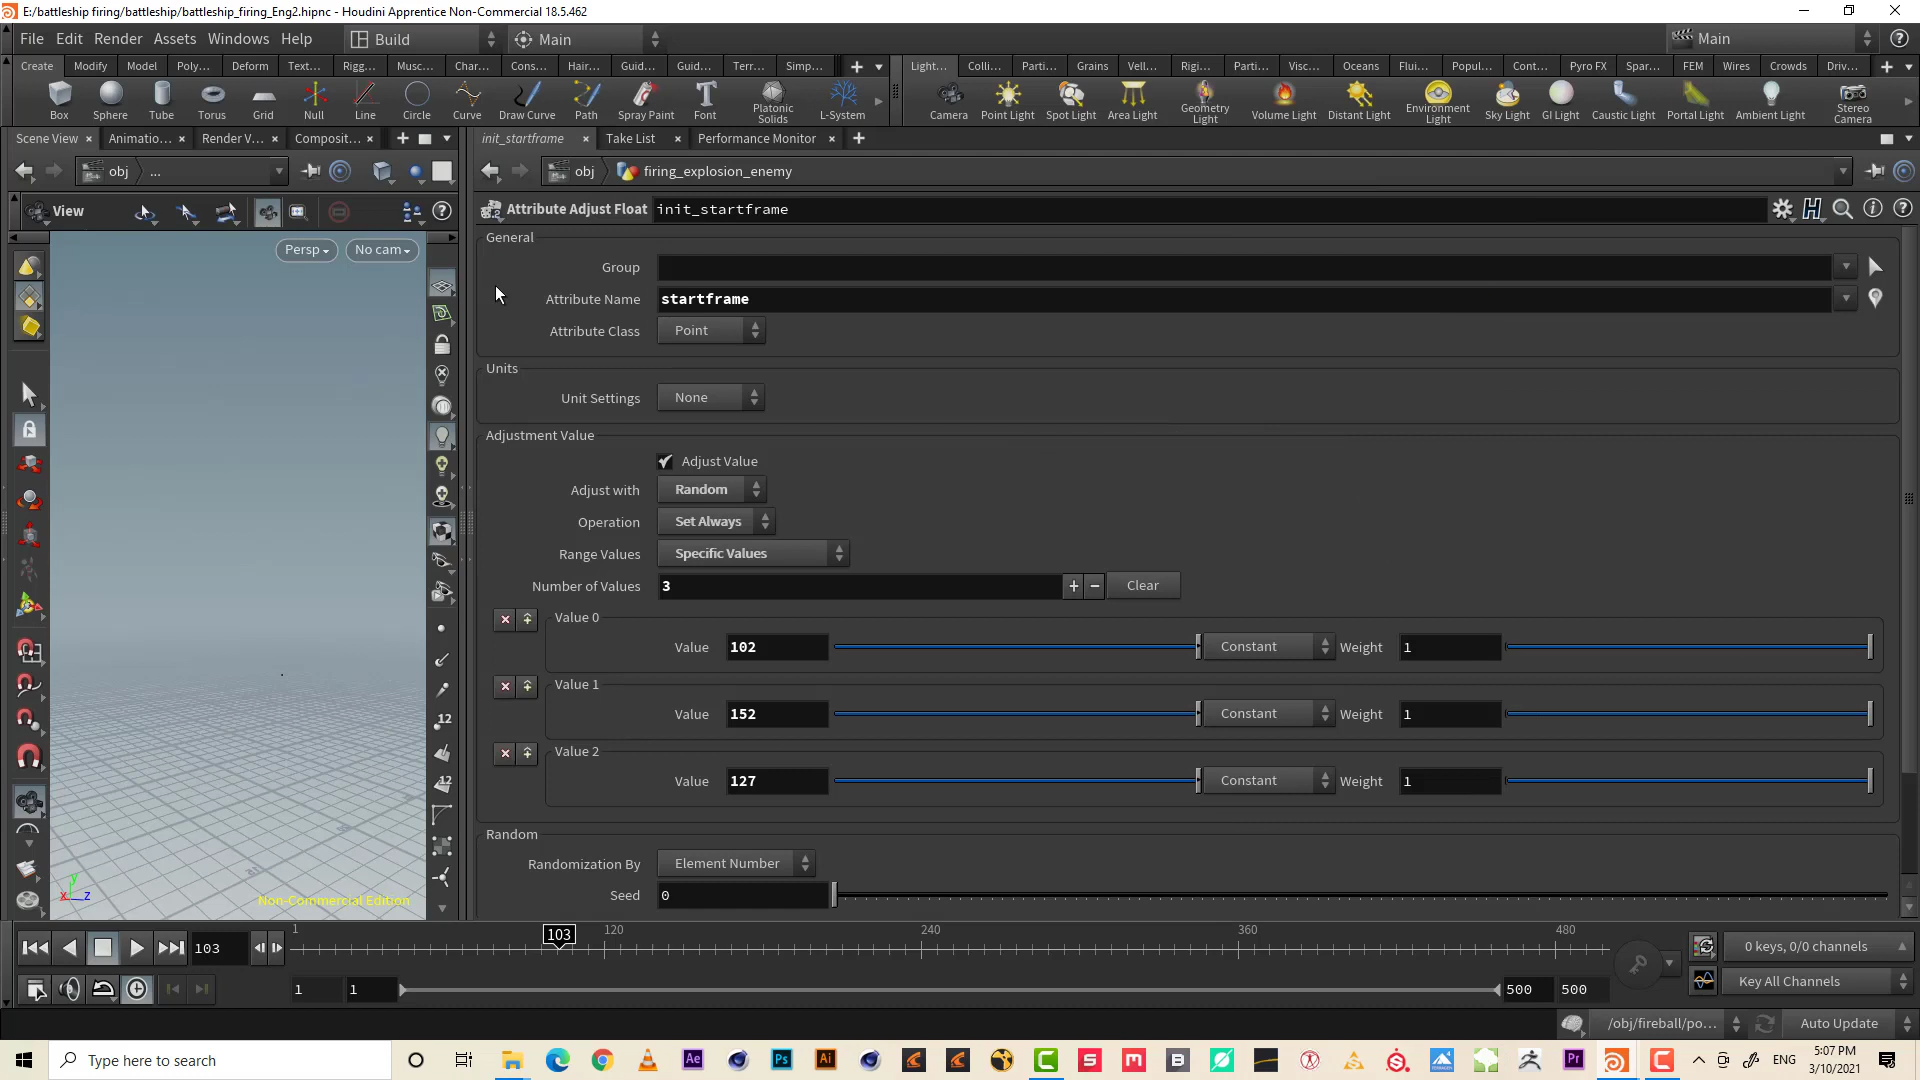 E:/battleship firing/battleship/battleship_firing_Eng2.hipnc - Houdini Apprentice Non-Commercial 18.5.462
File Edit Render Assets Windows Help Build Main Main
Create Modify Model Poly... Deform Text... Rigg... Musc... Char... Cons... Hair... Guid... Guid... Terr... Simp... Light... Colli... Parti... Grains Vell... Rigi... Parti... Visc... Oceans Flui... Popul... Cont... Pyro FX Spar... FEM Wires Crowds Driv...
Box Sphere Tube Torus Grid Null Line Circle Curve Draw Curve Path Spray Paint Font Platonic Solids L-System Camera Point Light Spot Light Area Light Geometry Light Volume Light Distant Light Environment Light Sky Light GI Light Caustic Light Portal Light Ambient Light Stereo Camera
Scene View Animatio... Render V... Composit... init_startframe Take List Performance Monitor
obj ... obj firing_explosion_enemy
View Attribute Adjust Float init_startframe
General
Persp No cam
Group
Attribute Name startframe
Attribute Class Point
Units
Unit Settings None
Adjustment Value
Adjust Value
Adjust with Random
Operation Set Always
Range Values Specific Values
Number of Values 3 + − Clear
Value 0
Value 102 Constant Weight 1
Value 1
Value 152 Constant Weight 1
Value 2
Value 127 Constant Weight 1
Random
Randomization By Element Number
Seed 0
12
12
x y z
Non-Commercial Edition
103 1 103 120 240 360 480 0 keys, 0/0 channels
1 1 500 500 Key All Channels
/obj/fireball/po... Auto Update
Type here to search ENG 5:07 PM
3/10/2021
Ae Ps Ai S M B Pr